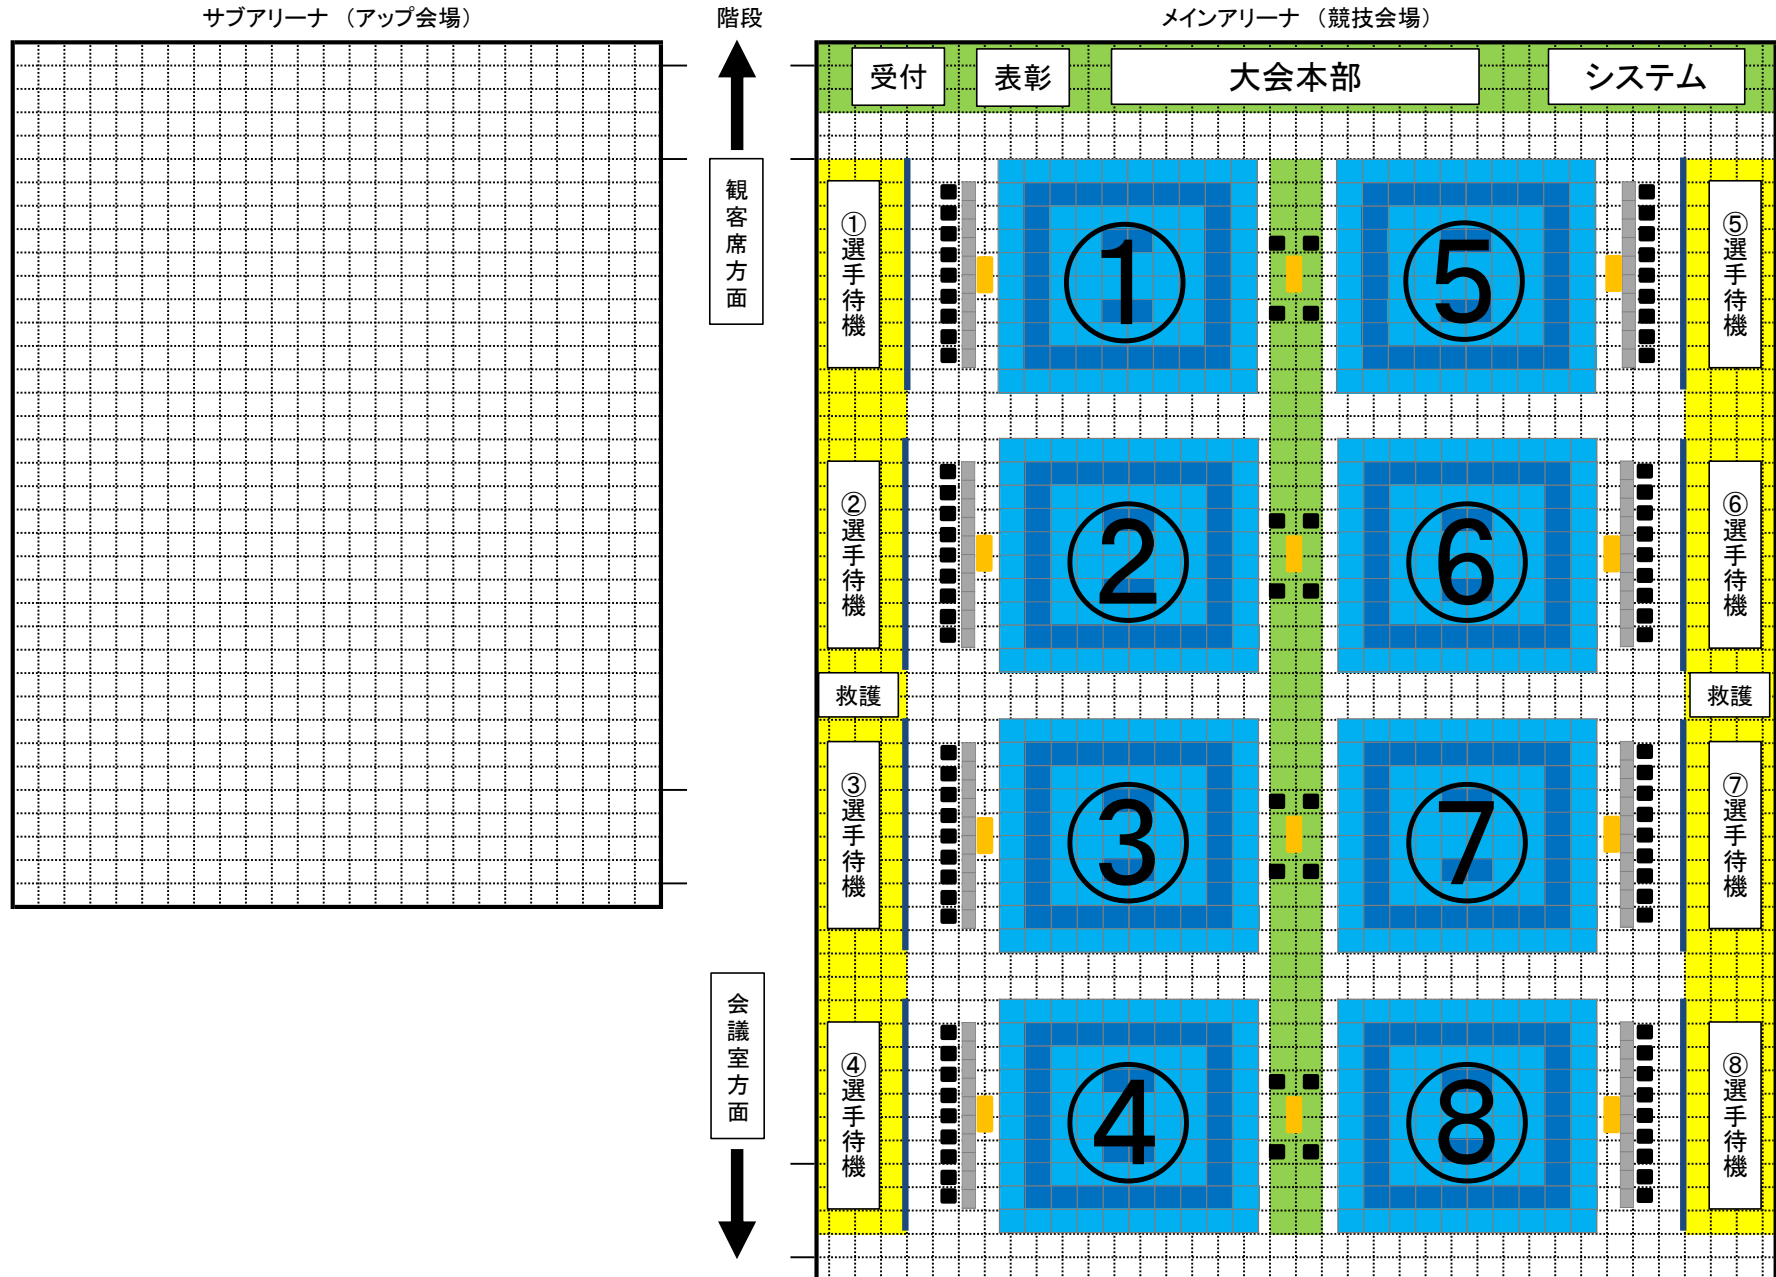 サブアリーナ （アップ会場）
階段
メインアリーナ （競技会場）
受付
表彰
大会本部
システム
観客席方面
①選手待機
①
⑤
⑤選手待機
②選手待機
②
⑥
⑥選手待機
救護
救護
③選手待機
③
⑦
⑦選手待機
会議室方面
④選手待機
④
⑧
⑧選手待機